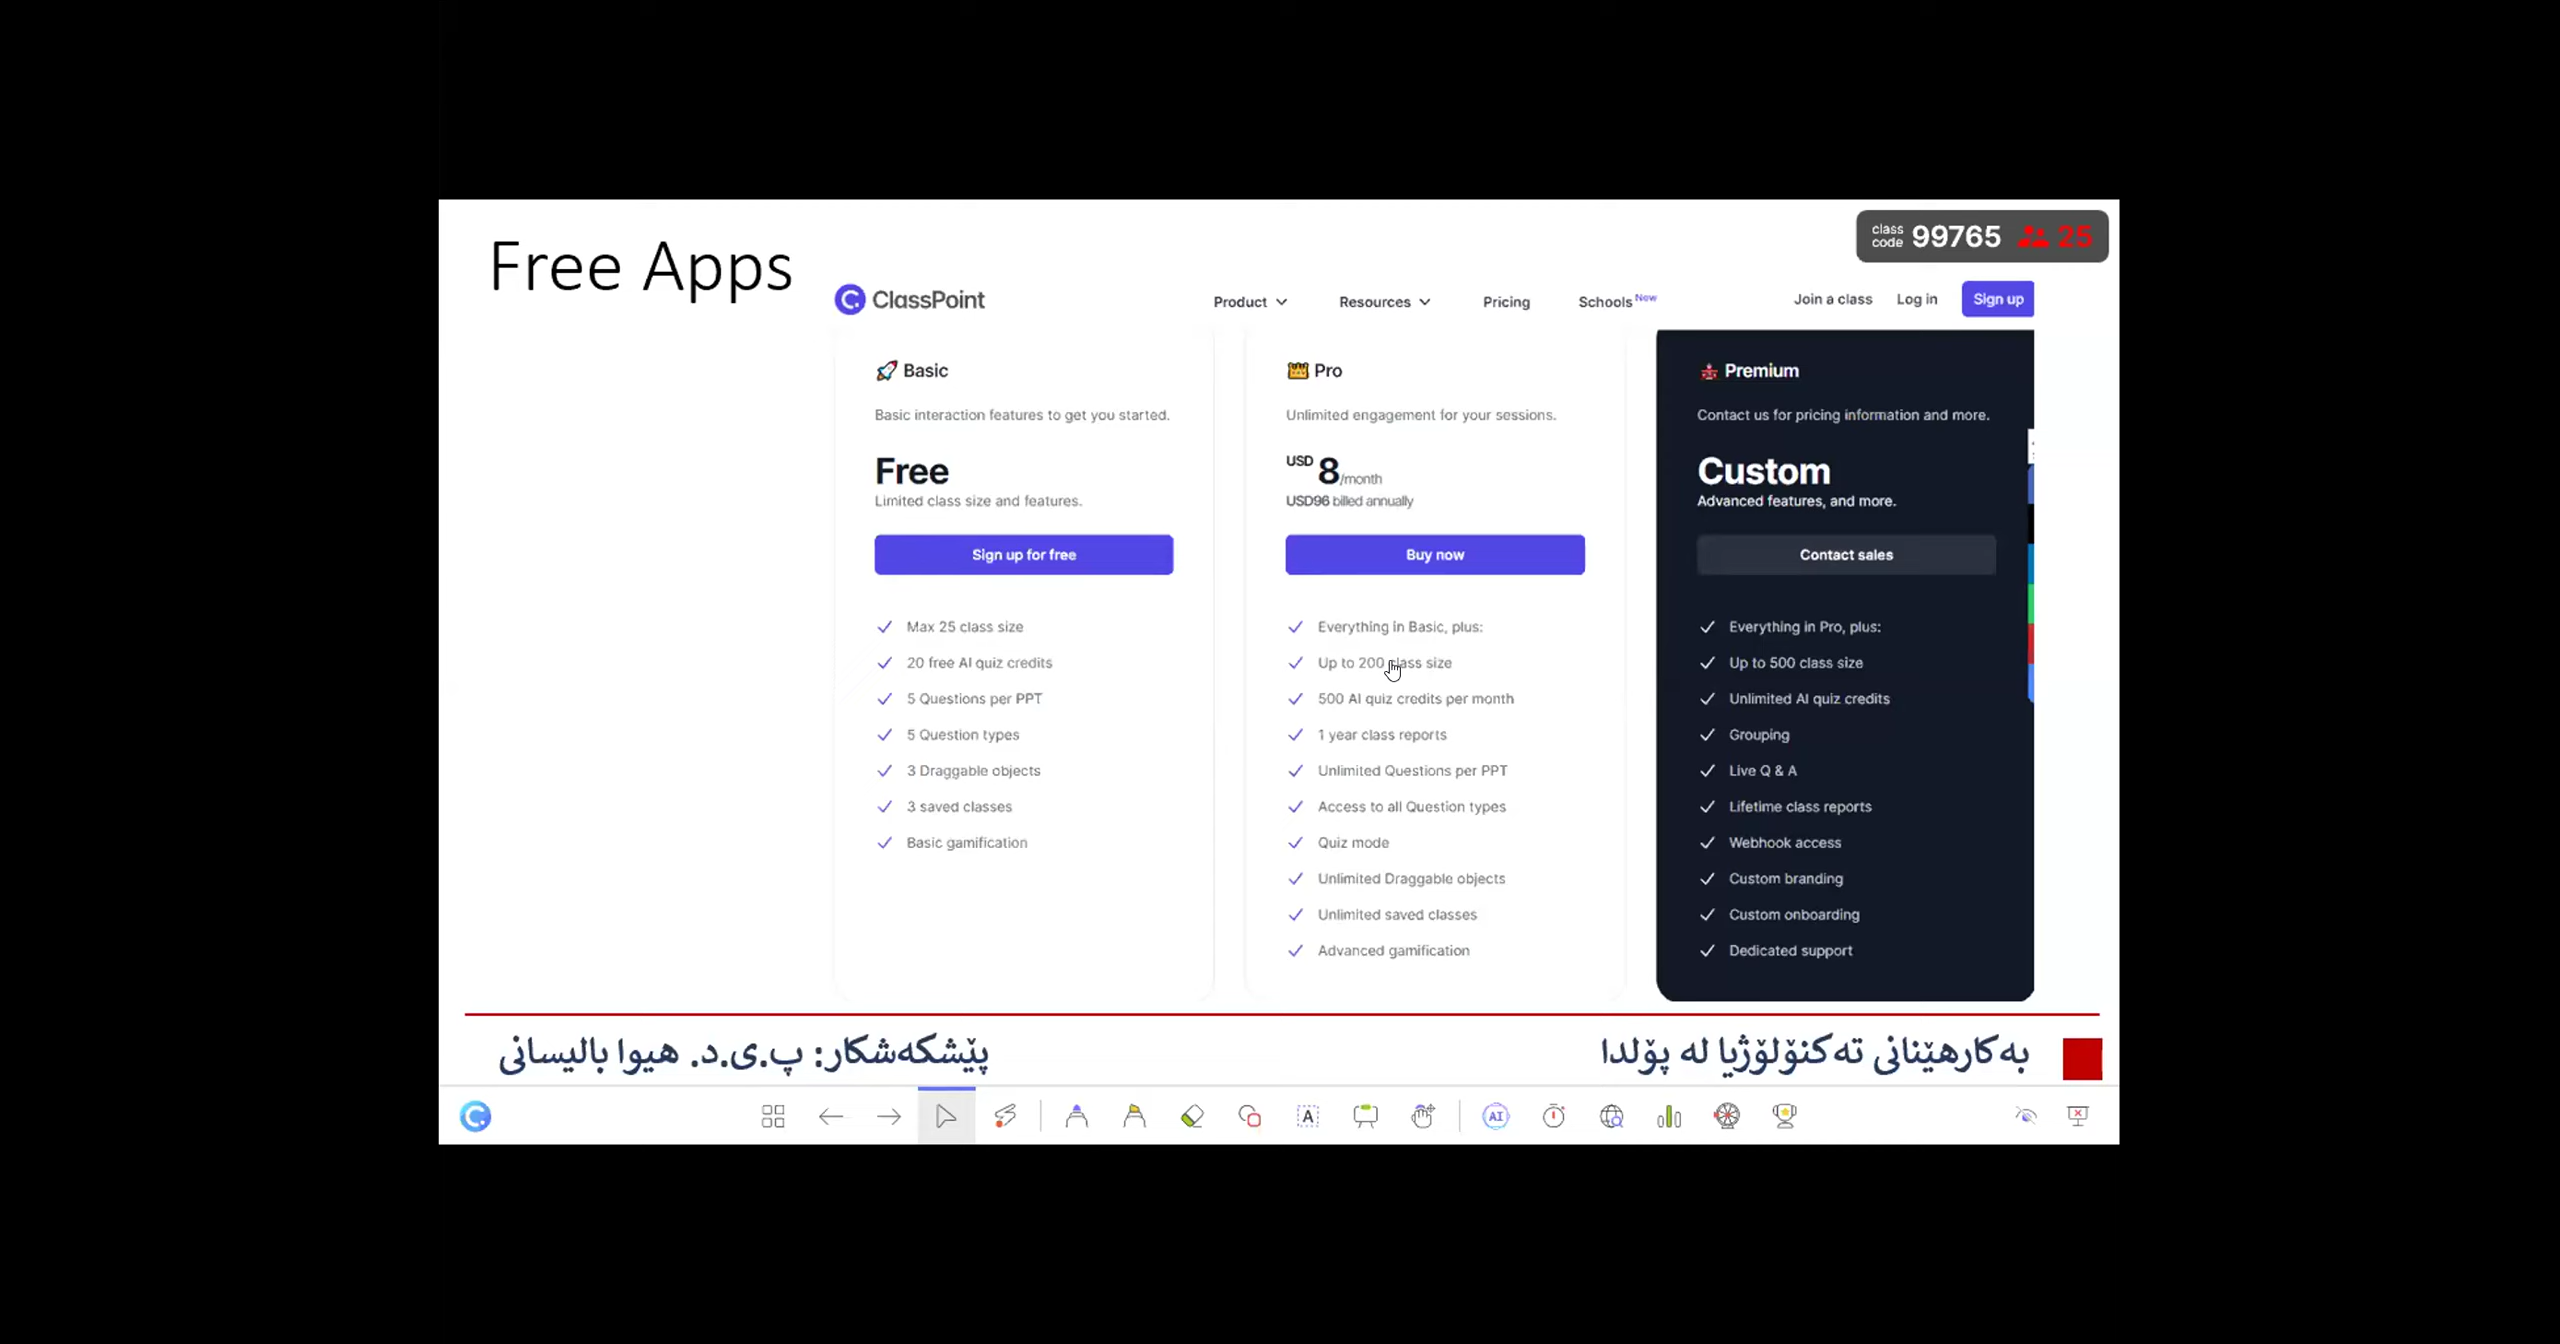 Free Apps
class code 99765 25
ClassPoint
Product Resources Pricing Schools New Join a class Log in Sign up
Basic
Basic interaction features to get you started.
Free
Limited class size and features.
Sign up for free
Max 25 class size
20 free AI quiz credits
5 Questions per PPT
5 Question types
3 Draggable objects
3 saved classes
Basic gamification
Pro
Unlimited engagement for your sessions.
USD 8/month
USD96 billed annually
Buy now
Everything in Basic, plus:
Up to 200 class size
500 AI quiz credits per month
1 year class reports
Unlimited Questions per PPT
Access to all Question types
Quiz mode
Unlimited Draggable objects
Unlimited saved classes
Advanced gamification
Premium
Contact us for pricing information and more.
Custom
Advanced features, and more.
Contact sales
Everything in Pro, plus:
Up to 500 class size
Unlimited AI quiz credits
Grouping
Live Q & A
Lifetime class reports
Webhook access
Custom branding
Custom onboarding
Dedicated support
بەکارهێنانی تەکنۆلۆژیا لە پۆلدا
پێشکەشکار: پ.ی.د. هیوا بالیسانی
A AI